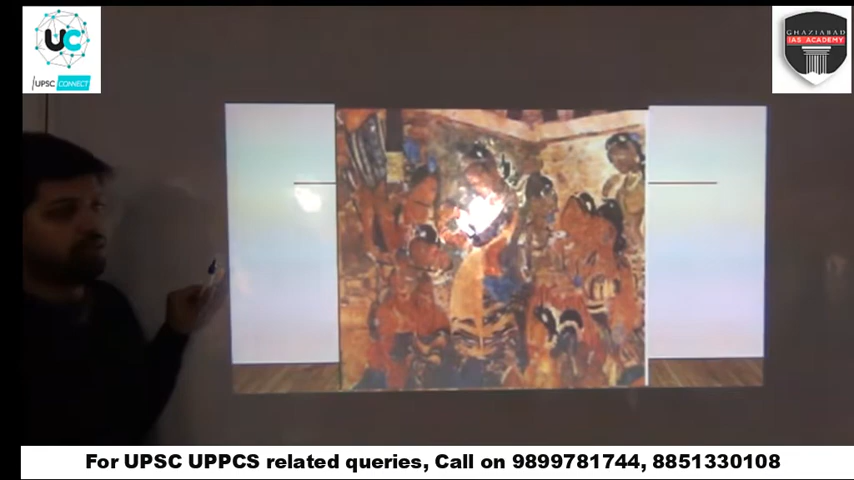 UC
UPSC CONNECT
GHAZIABAD
IAS ACADEMY
For UPSC UPPCS related queries, Call on 9899781744, 8851330108